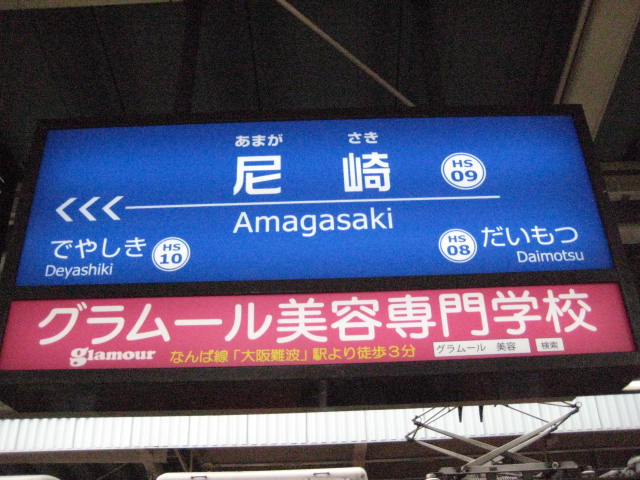 あまが さき
尼崎
HS
09
Amagasaki
でやしき
Deyashiki
HS
10
HS
08
だいもつ
Daimotsu
グラムール美容専門学校
glamour
なんば線「大阪難波」駅より徒歩3分
グラムール 美容
検索